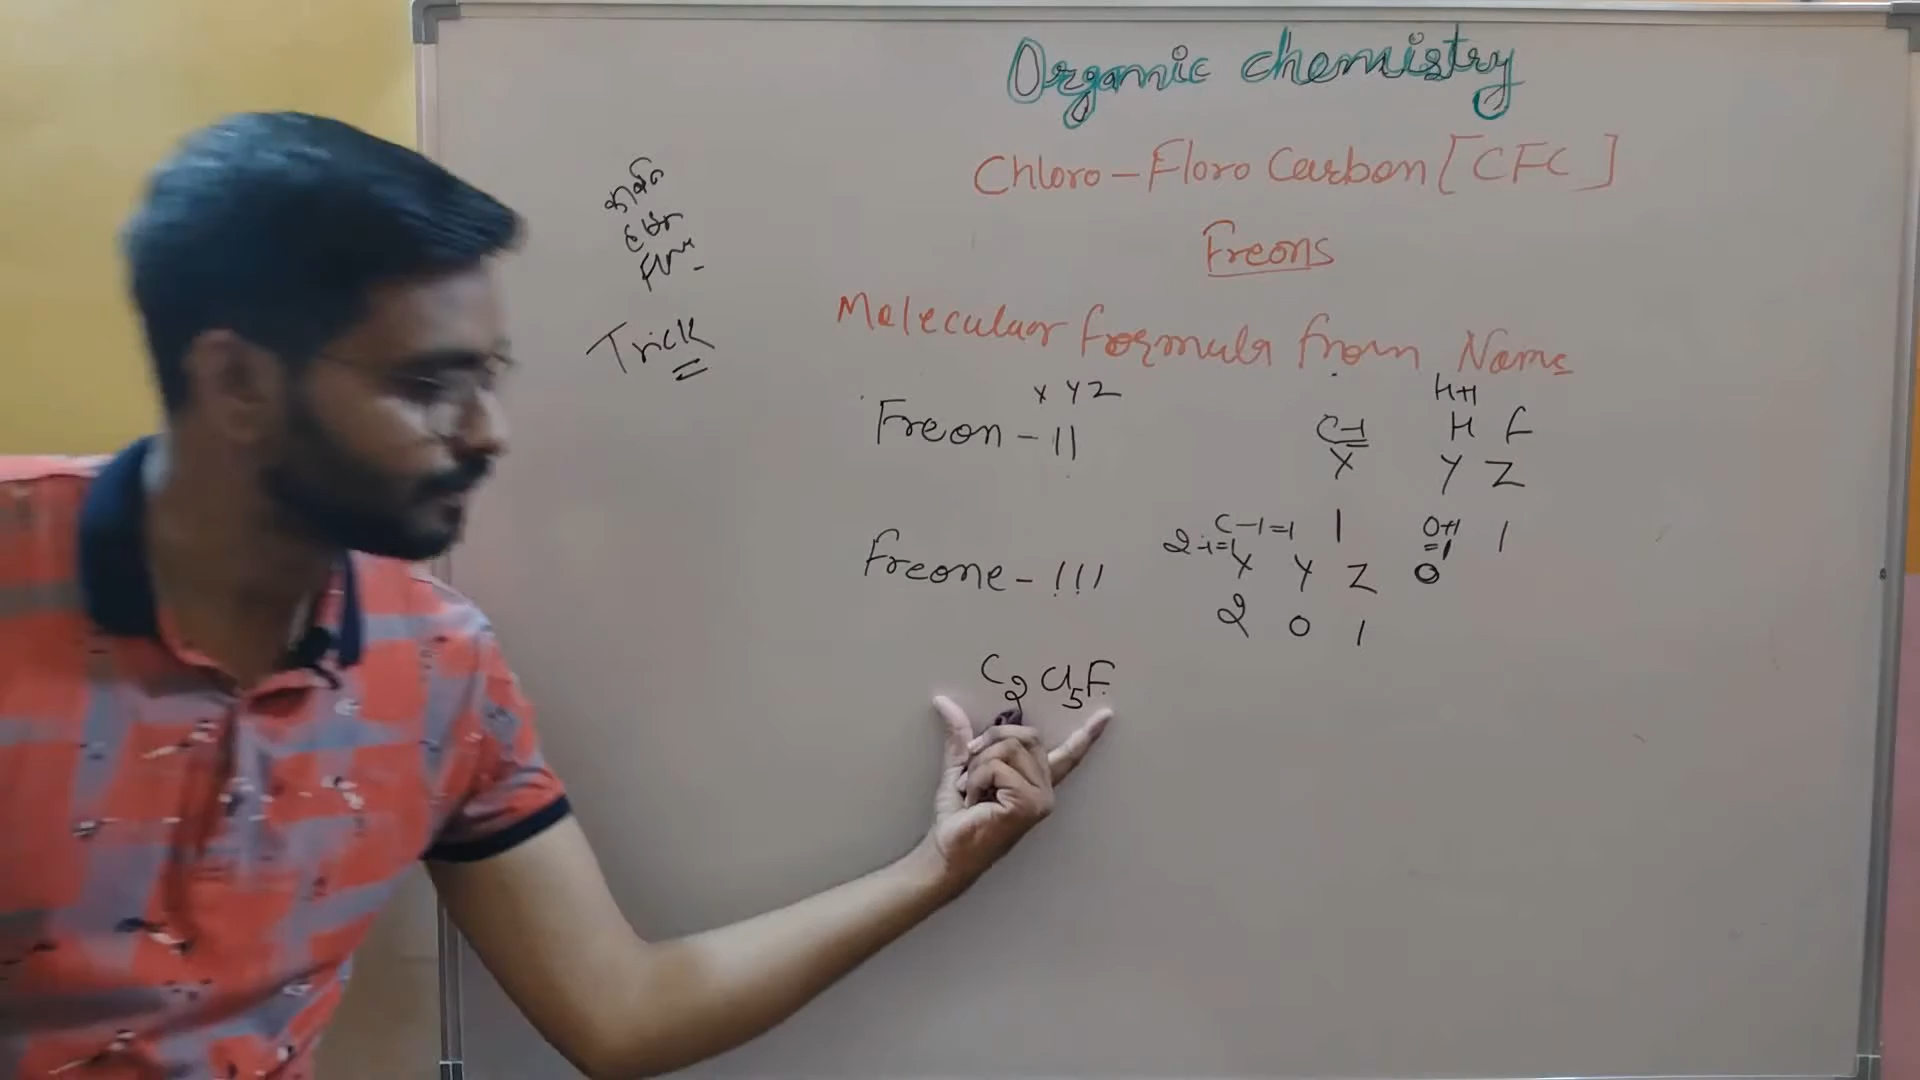 Organic chemistry
Chloro-Floro Carbon [CFC]
Freons
Trick
Molecular formula from Name
X Y Z
Freon-11
H+1
C-1 H F
X Y Z
C-1=1 1 0+1 1
2-1=1 =1
Freone-111 X Y Z 0
2 0 1
C2Cl5F